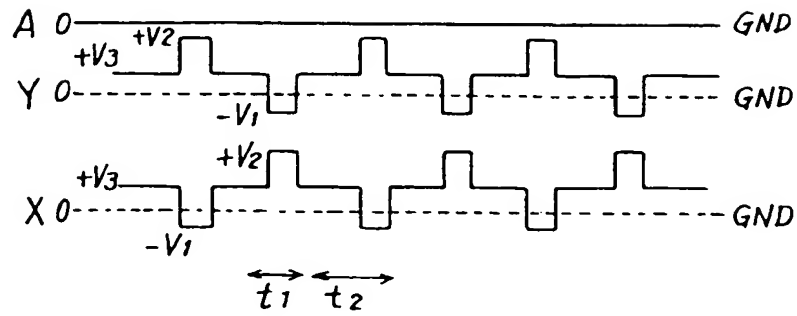 A 0 GND
+V3 +V2
Y 0 GND
-V1
+V3 +V2
X 0 GND
-V1
t1 t2